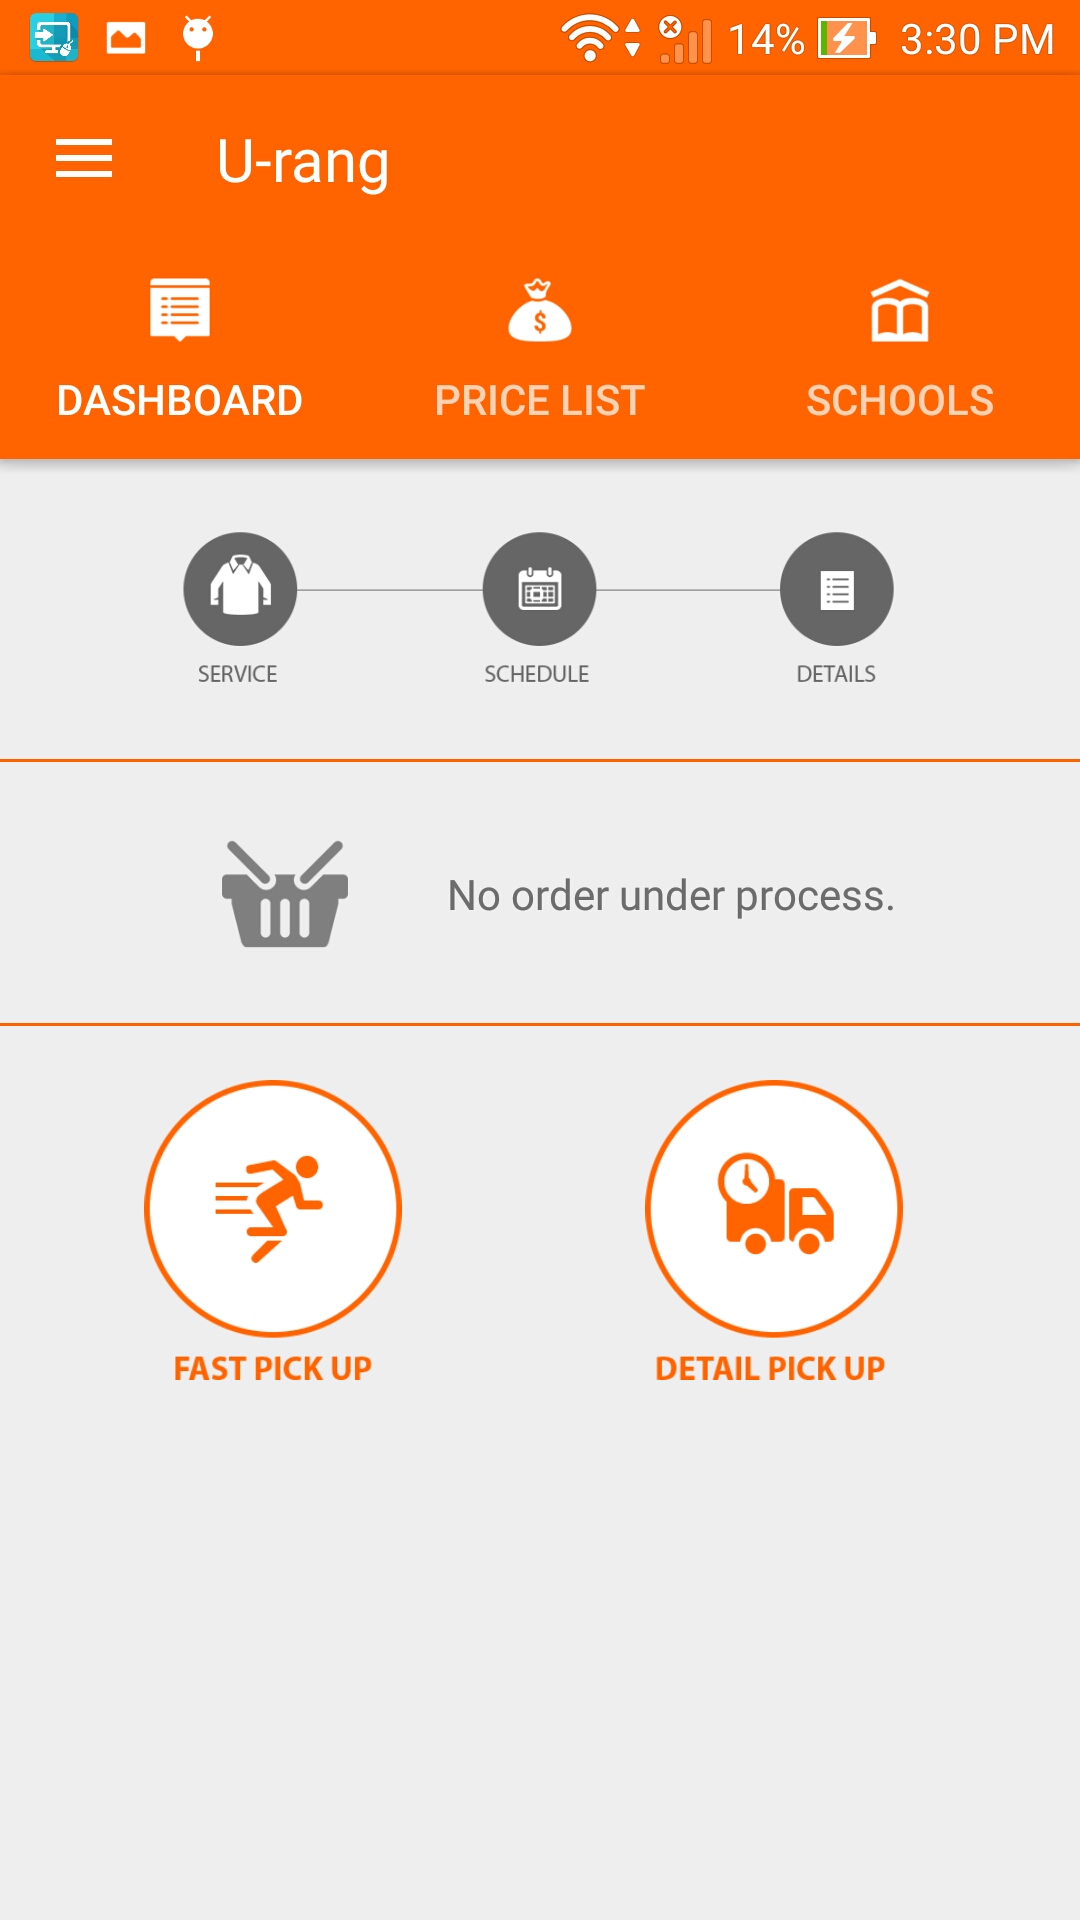 14% 3:30 PM
U-rang
DASHBOARD PRICE LIST SCHOOLS
SERVICE SCHEDULE DETAILS
No order under process.
FAST PICK UP DETAIL PICK UP